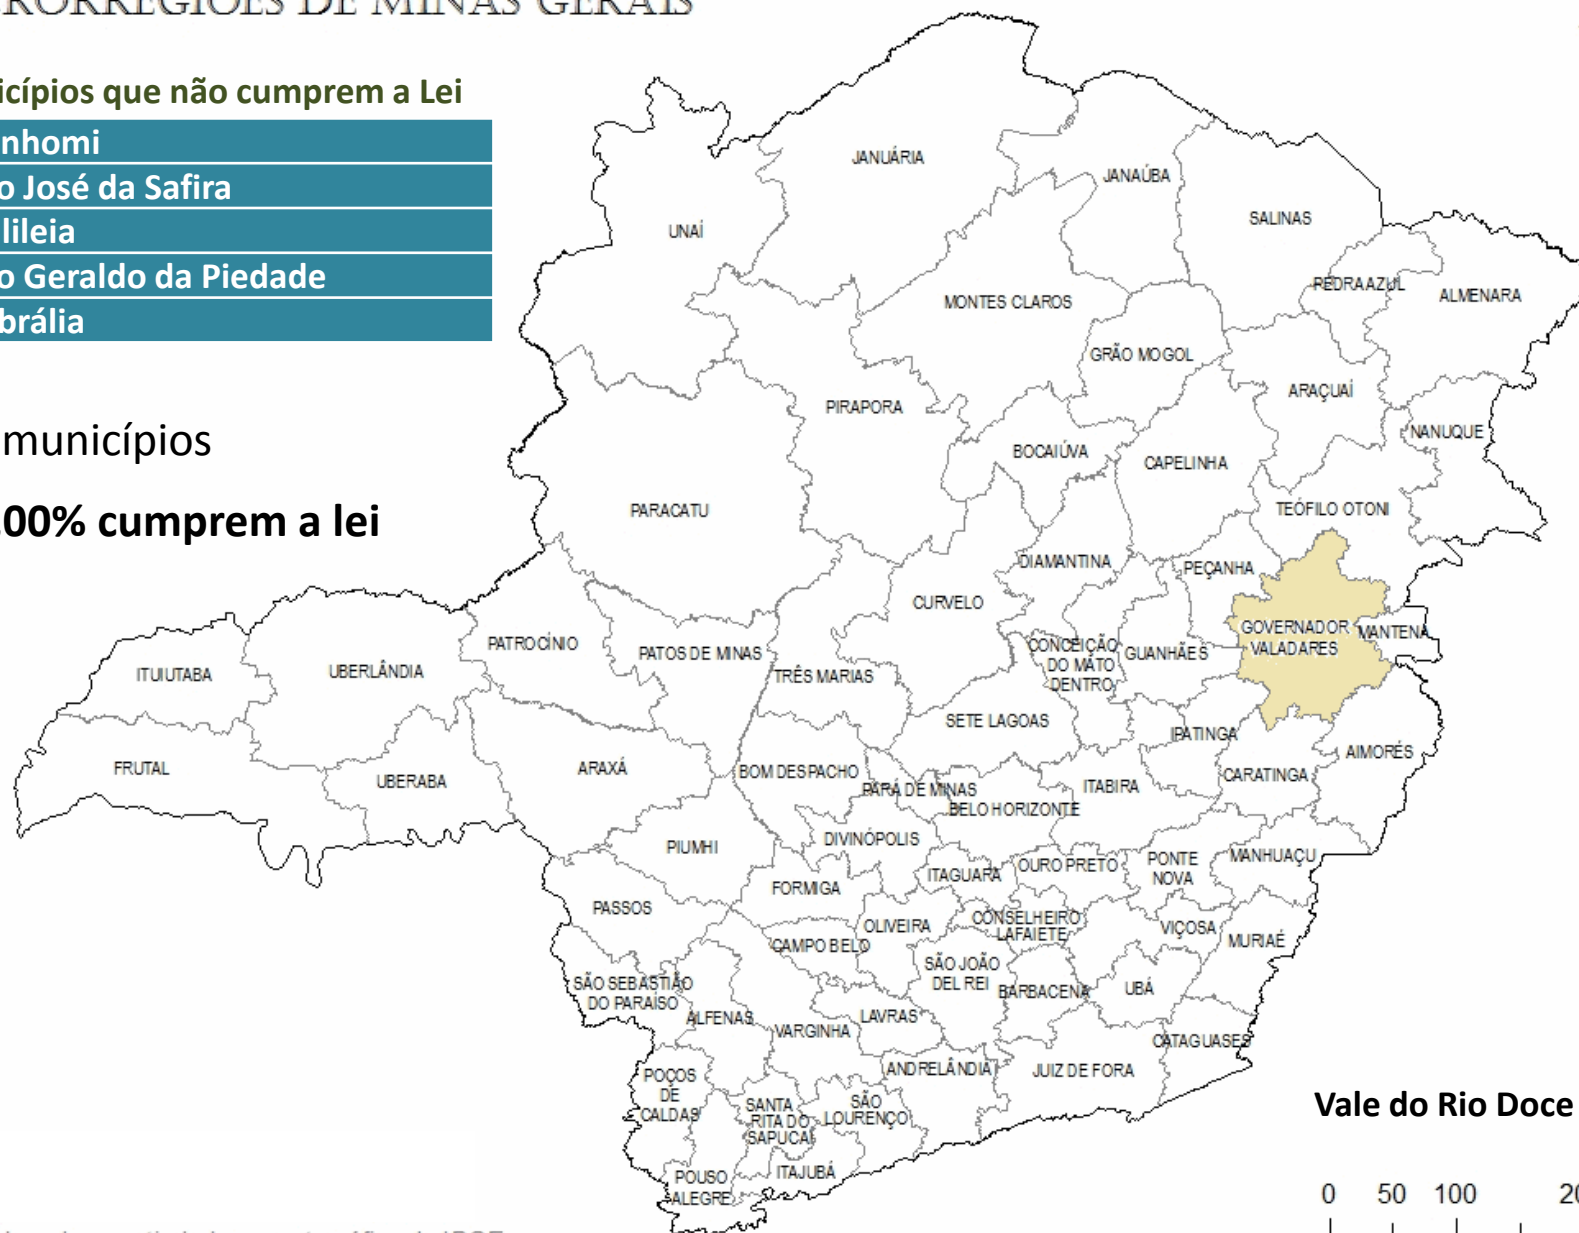 RORREGIÕES DE MINAS GERAIS
icípios que não cumprem a Lei
nhomi
o José da Safira
lileia
o Geraldo da Piedade
brália
municípios
00% cumprem a lei
JANUÁRIA
JANAÚBA
SALINAS
UNAÍ
PEDRA AZUL
ALMENARA
MONTES CLAROS
GRÃO MOGOL
ARAÇUAÍ
PIRAPORA
NANUQUE
BOCAIÚVA
CAPELINHA
PARACATU
TEÓFILO OTONI
DIAMANTINA
PEÇANHA
CURVELO
GOVERNADOR
VALADARES
MANTENA
PATROCÍNIO
PATOS DE MINAS
CONCEIÇÃO
DO MATO
DENTRO
GUANHÃES
ITUIUTABA
UBERLÂNDIA
TRÊS MARIAS
SETE LAGOAS
IPATINGA
AIMORÉS
FRUTAL
UBERABA
ARAXÁ
BOM DESPACHO
CARATINGA
PARÁ DE MINAS
ITABIRA
BELO HORIZONTE
DIVINÓPOLIS
PIUMHI
MANHUAÇU
OURO PRETO
PONTE
NOVA
ITAGUARA
FORMIGA
PASSOS
CONSELHEIRO
LAFAIETE
OLIVEIRA
VIÇOSA
MURIAÉ
CAMPO BELO
SÃO JOÃO
DEL REI
SÃO SEBASTIÃO
DO PARAÍSO
BARBACENA
UBÁ
ALFENAS
LAVRAS
VARGINHA
CATAGUASES
ANDRELÂNDIA
JUIZ DE FORA
POÇOS
DE
CALDAS
SANTA
RITA DO
SAPUCAÍ
SÃO
LOURENÇO
Vale do Rio Doce
ITAJUBÁ
POUSO
ALEGRE
0 50 100 20